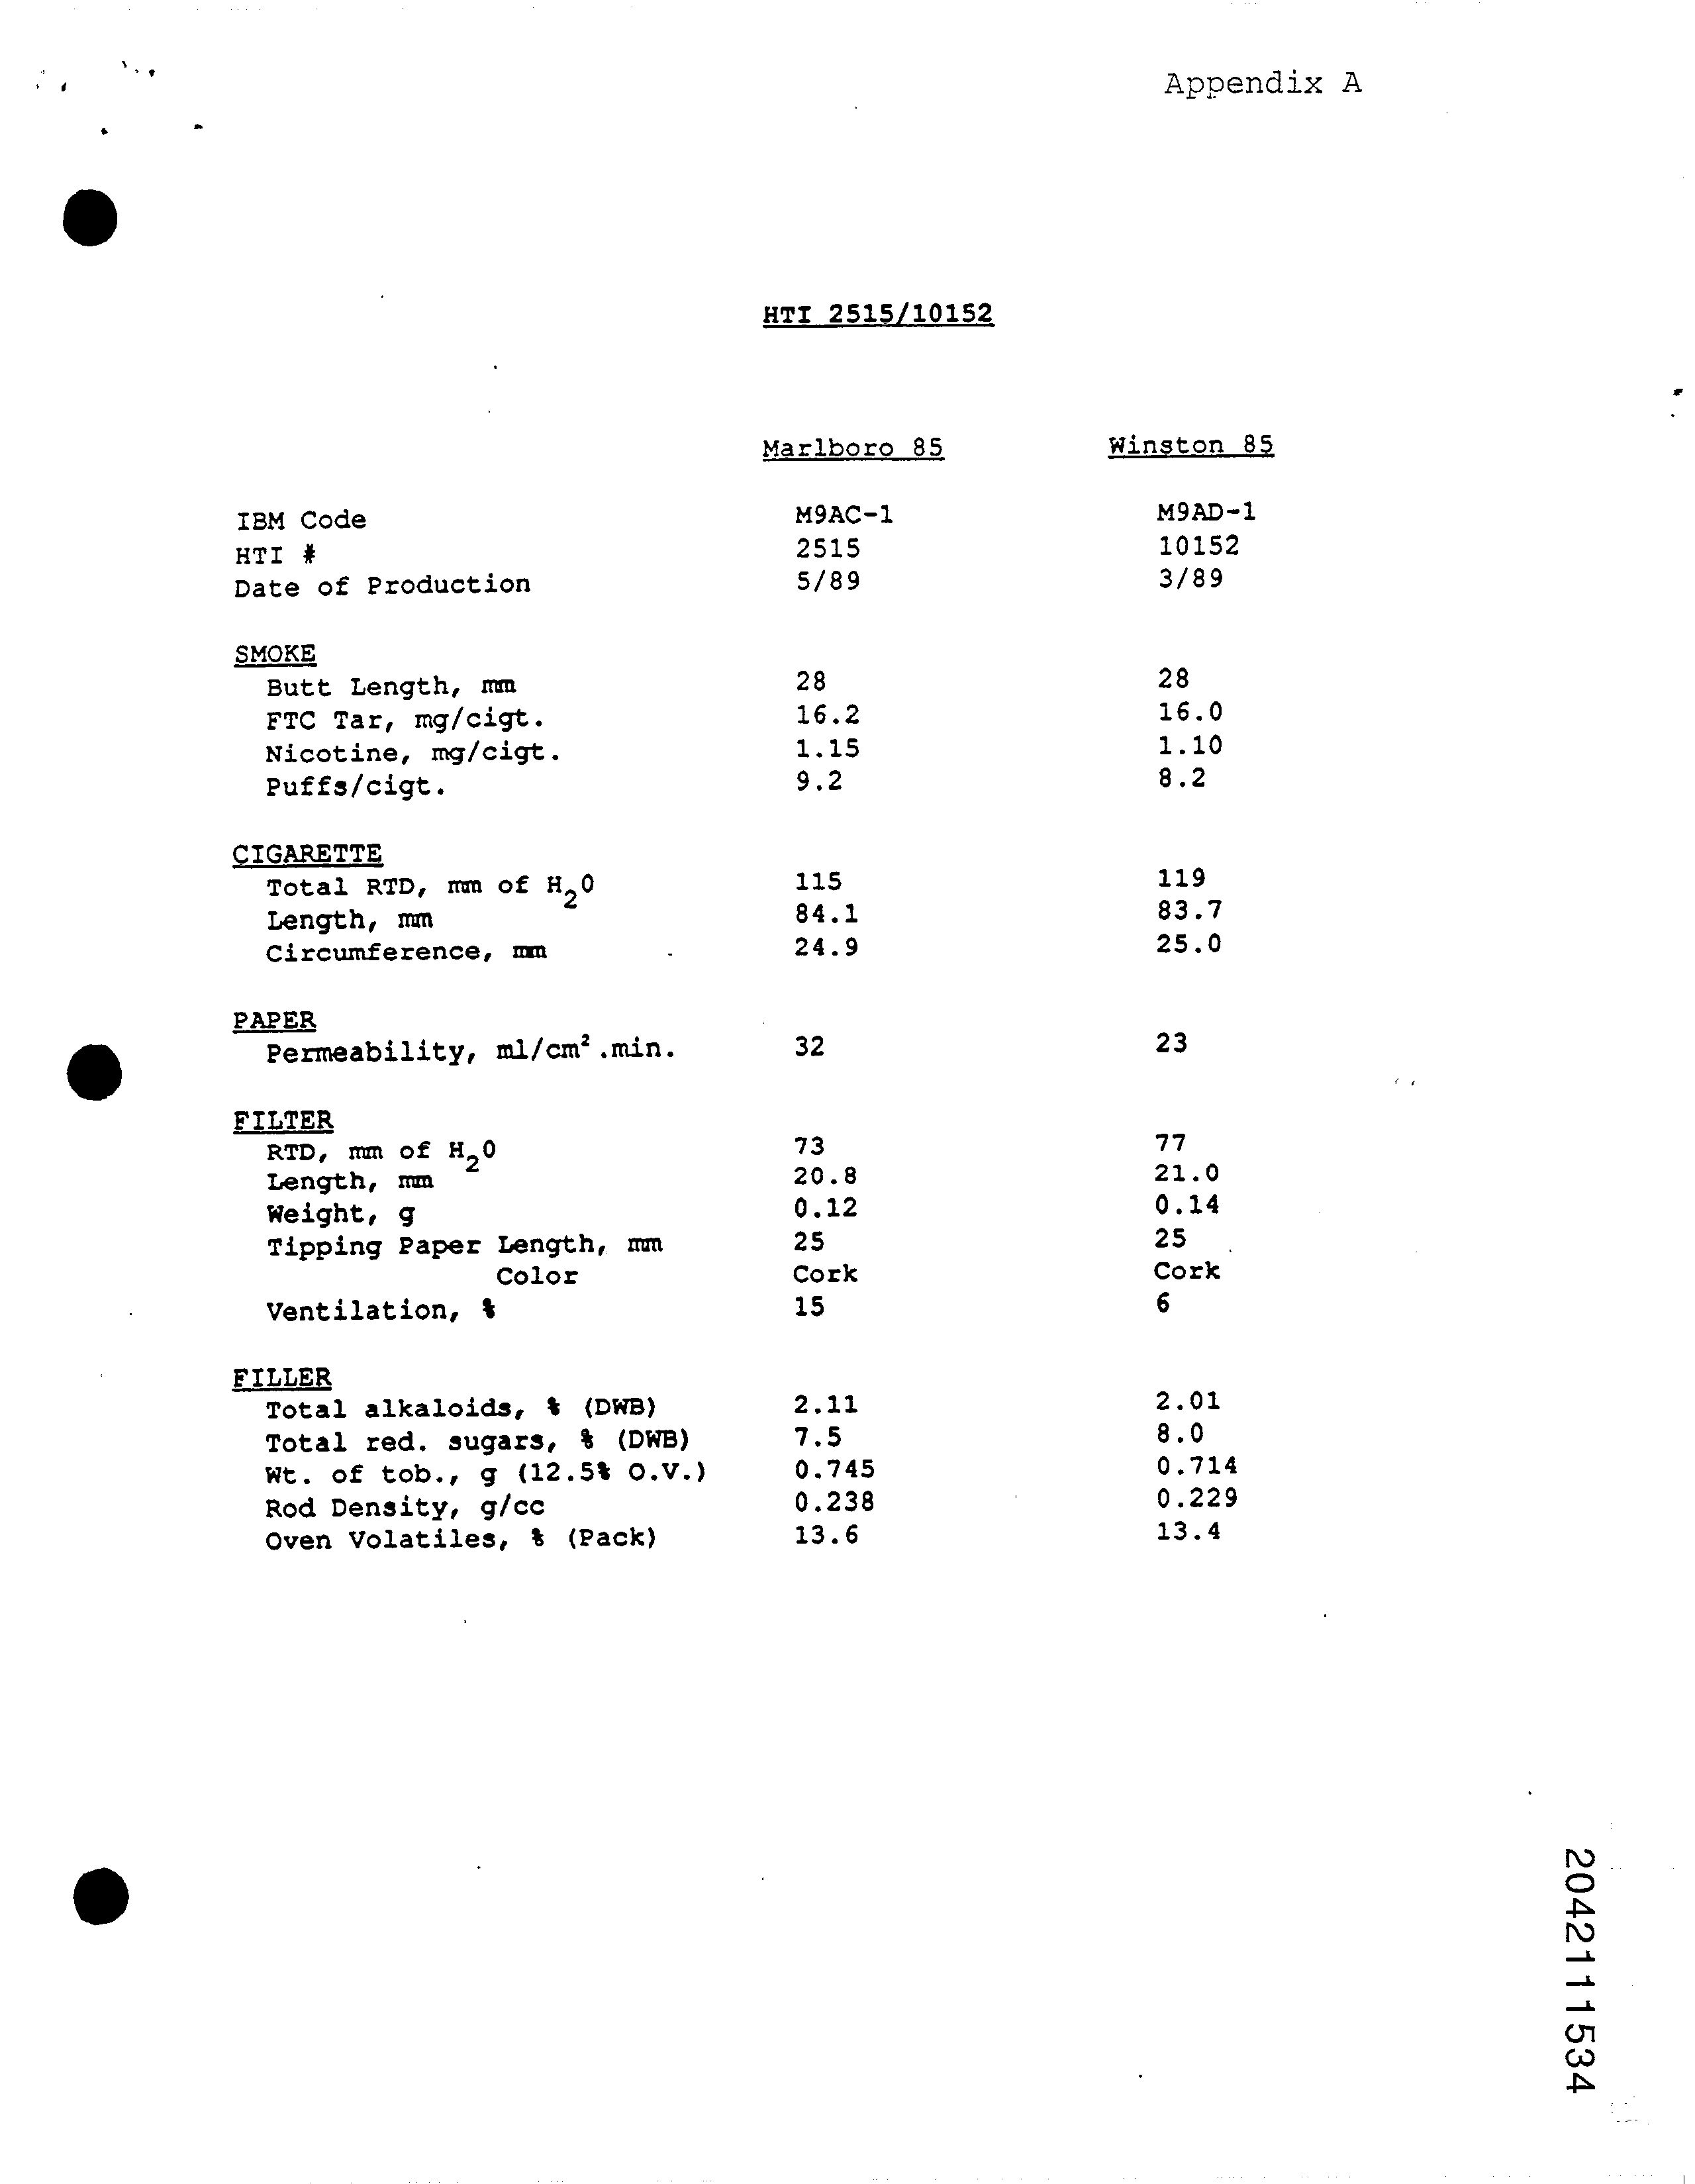 Appendix A
HTI 2515/10152
Marlboro 85 Winston 85
IBM Code M9AC-1 M9AD-1
HTI # 2515 10152
Date of Production 5/89 3/89
SMOKE
Butt Length, mm 28 28
FTC Tar, mg/cigt. 16.2 16.0
Nicotine, mg/cigt. 1.15 1.10
Puffs/cigt. 9.2 8.2
CIGARETTE
Total RTD, mm of H₂0 115 119
Length, mm 84.1 83.7
Circumference, mm 24.9 25.0
PAPER
Permeability, ml/cm².min. 32 23
FILTER
RTD, mm of H₂0 73 77
Length, mm 20.8 21.0
Weight, g 0.12 0.14
Tipping Paper Length, mm 25 25
Color Cork Cork
Ventilation, % 15 6
FILLER
Total alkaloids, % (DWB) 2.11 2.01
Total red. sugars, % (DWB) 7.5 8.0
Wt. of tob., g (12.5% O.V.) 0.745 0.714
Rod Density, g/cc 0.238 0.229
Oven Volatiles, % (Pack) 13.6 13.4
2042111534